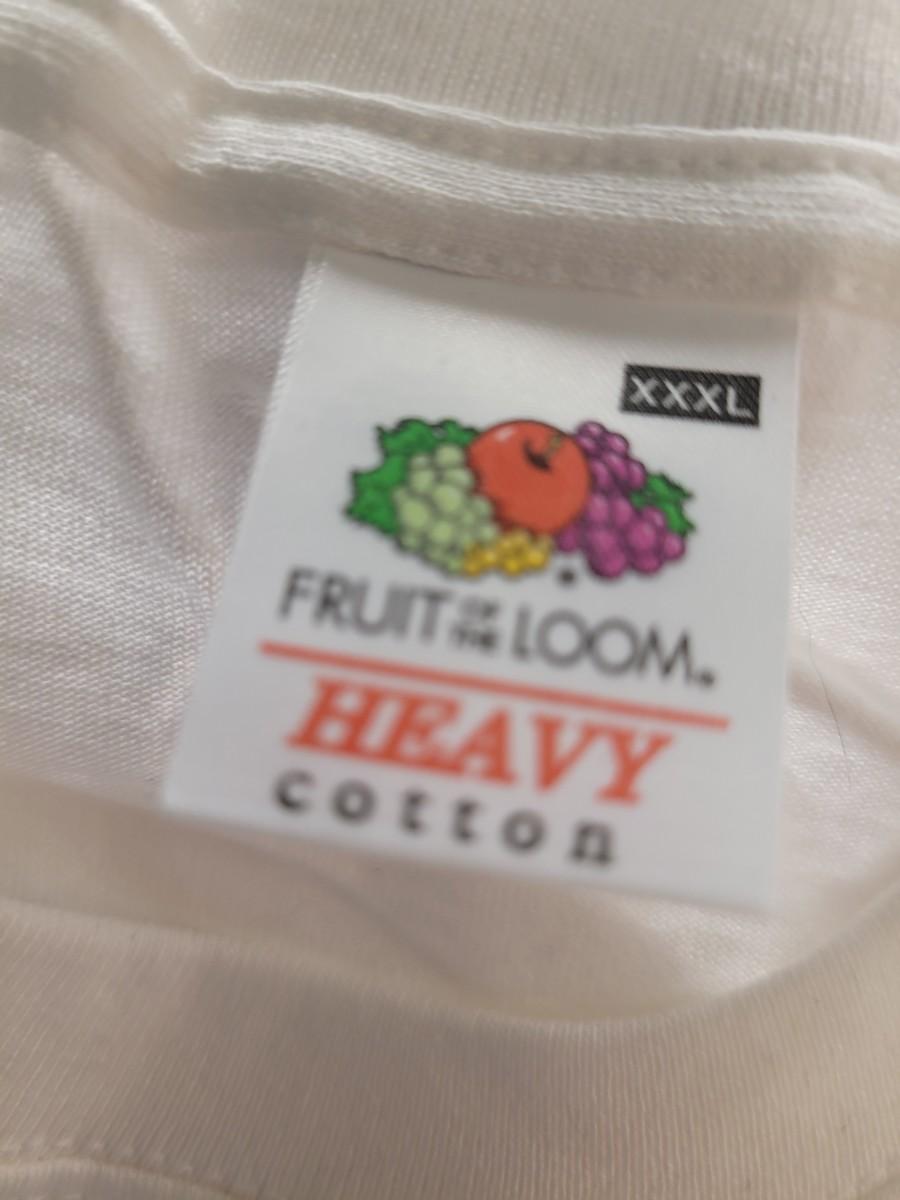 XXXL
FRUIT OF THE LOOM.
HEAVY
cotton